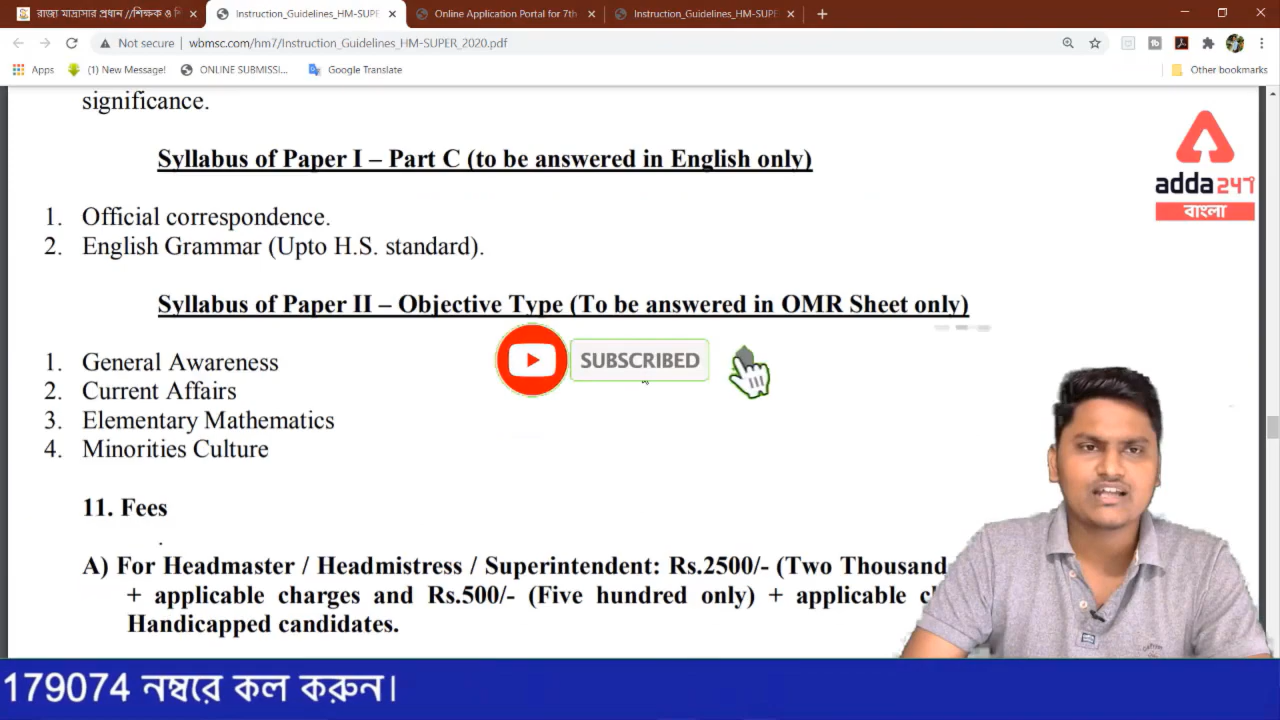 রাজ্য মাদ্রাসার প্রধান //শিক্ষক ও শি
Instruction_Guidelines_HM-SUPE
Online Application Portal for 7th
Instruction_Guidelines_HM-SUPE
Not secure
wbmsc.com/hm7/Instruction_Guidelines_HM-SUPER_2020.pdf
Apps
(1) New Message!
ONLINE SUBMISSI...
Google Translate
Other bookmarks
significance.
Syllabus of Paper I – Part C (to be answered in English only)
adda 247
বাংলা
1. Official correspondence.
2. English Grammar (Upto H.S. standard).
Syllabus of Paper II – Objective Type (To be answered in OMR Sheet only)
1. General Awareness
SUBSCRIBED
2. Current Affairs
3. Elementary Mathematics
4. Minorities Culture
11. Fees
A) For Headmaster / Headmistress / Superintendent: Rs.2500/- (Two Thousand
+ applicable charges and Rs.500/- (Five hundred only) + applicable
Handicapped candidates.
179074 নম্বরে কল করুন।